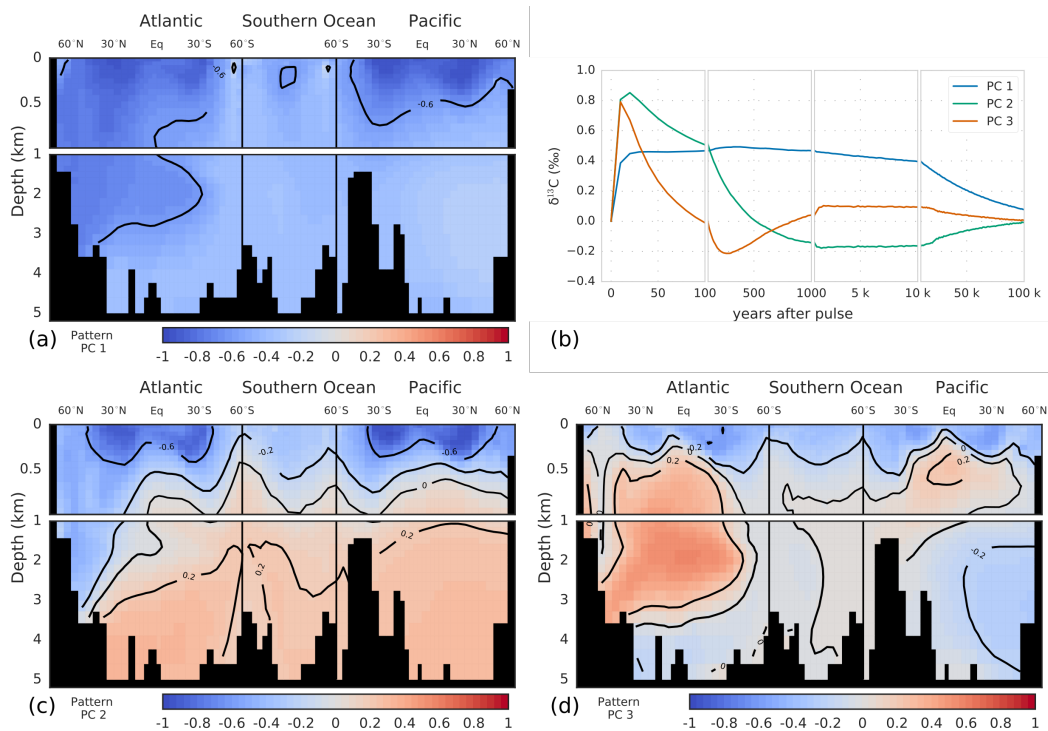 Atlantic Southern Ocean Pacific
60°N 30°N Eq 30°S 60°S 60°S 30°S Eq 30°N 60°N
0
0.5
1
2
3
4
5
Depth (km)
-0.6
-0.6
(a)
Pattern
PC 1
-1 -0.8 -0.6 -0.4 -0.2 0 0.2 0.4 0.6 0.8 1
1.0
0.8
0.6
0.4
0.2
0.0
−0.2
−0.4
δ¹³C (‰)
PC 1
PC 2
PC 3
0 50 100 500 1000 5 k 10 k 50 k 100 k
years after pulse
(b)
Atlantic Southern Ocean Pacific
60°N 30°N Eq 30°S 60°S 60°S 30°S Eq 30°N 60°N
0
0.5
1
2
3
4
5
Depth (km)
-0.6
-0.2
-0.6
0
0.2
0.2
0.2
(c)
Pattern
PC 2
-1 -0.8 -0.6 -0.4 -0.2 0 0.2 0.4 0.6 0.8 1
Atlantic Southern Ocean Pacific
60°N 30°N Eq 30°S 60°S 60°S 30°S Eq 30°N 60°N
0
0.5
1
2
3
4
5
Depth (km)
0
0.2
0
0.2
-0.2
0
(d)
Pattern
PC 3
-1 -0.8 -0.6 -0.4 -0.2 0 0.2 0.4 0.6 0.8 1